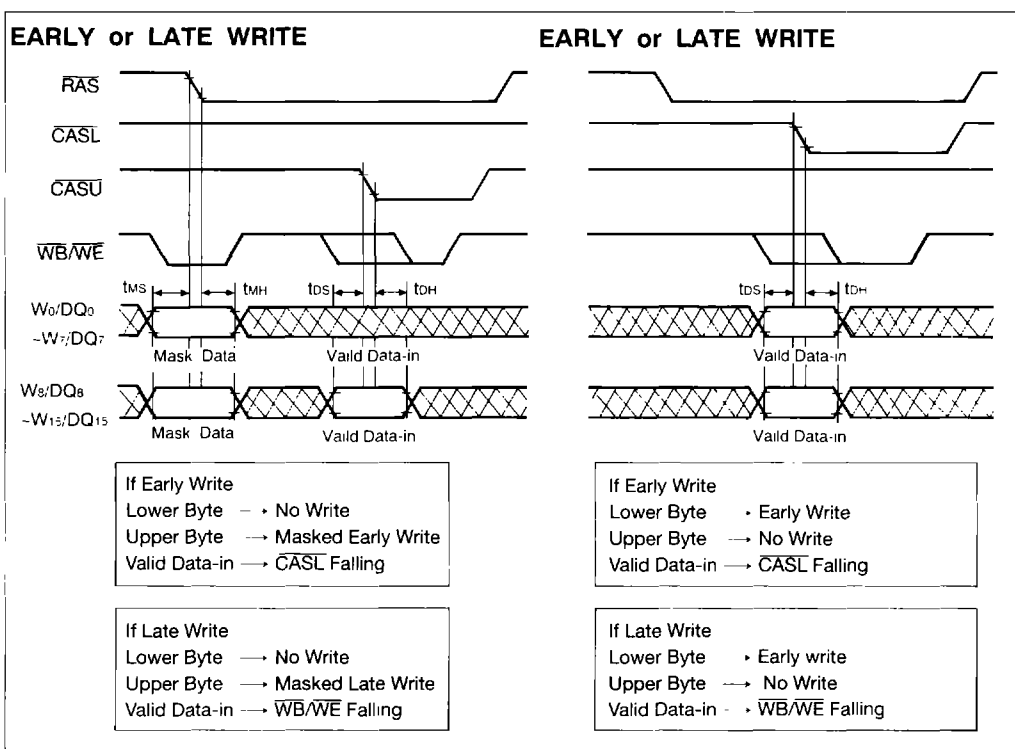 EARLY or LATE WRITE
RAS
CASL
CASU
WB/WE
tMS
tMH
tDS
tDH
W0/DQ0
~W7/DQ7
Mask Data
Vaild Data-in
W8/DQ8
~W15/DQ15
Mask Data
Vaild Data-in
If Early Write
Lower Byte → No Write
Upper Byte → Masked Early Write
Valid Data-in → CASL Falling
If Late Write
Lower Byte → No Write
Upper Byte → Masked Late Write
Valid Data-in → WB/WE Falling
EARLY or LATE WRITE
tDS
tDH
Vaild Data-in
Vaild Data-in
If Early Write
Lower Byte → Early Write
Upper Byte → No Write
Valid Data-in → CASL Falling
If Late Write
Lower Byte → Early write
Upper Byte → No Write
Valid Data-in → WB/WE Falling